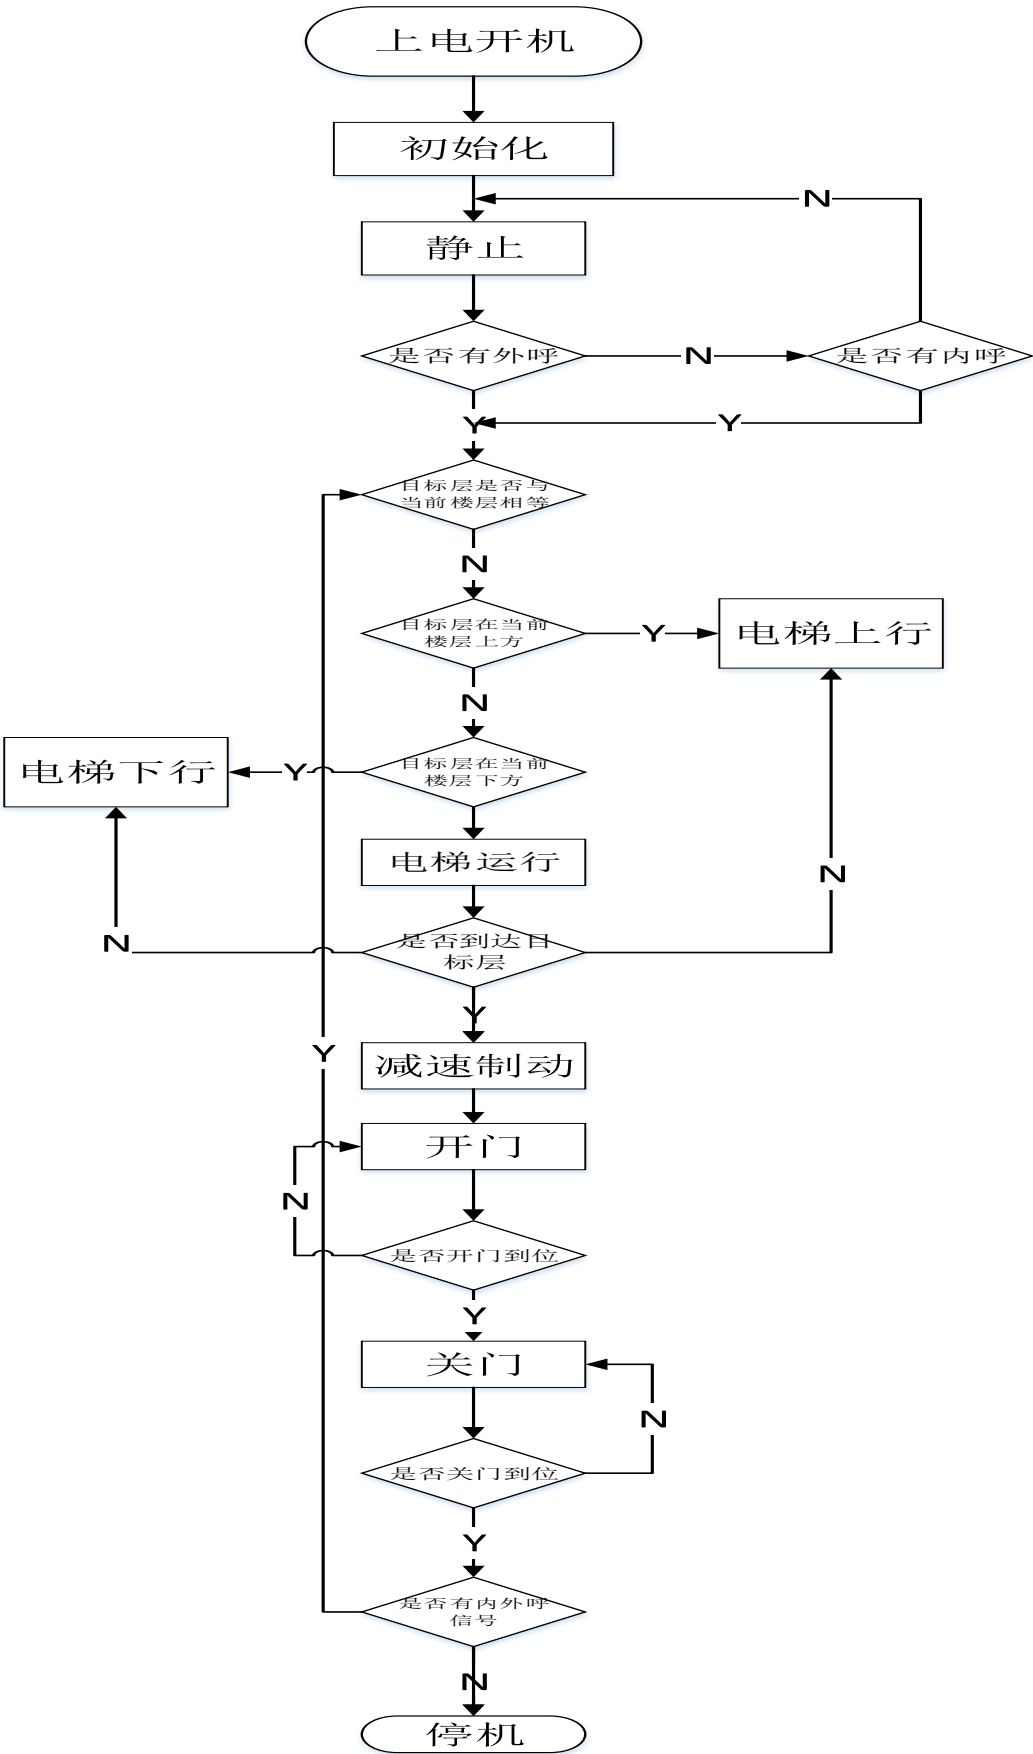 上电开机
初始化
N
静止
是否有外呼
N
是否有内呼
Y
Y
目标层是否与
当前楼层相等
N
目标层在当前
楼层上方
Y
电梯上行
N
目标层在当前
楼层下方
Y
电梯下行
电梯运行
N
是否到达目
标层
N
Y
Y
减速制动
开门
N
是否开门到位
Y
关门
N
是否关门到位
Y
是否有内外呼
信号
N
停机